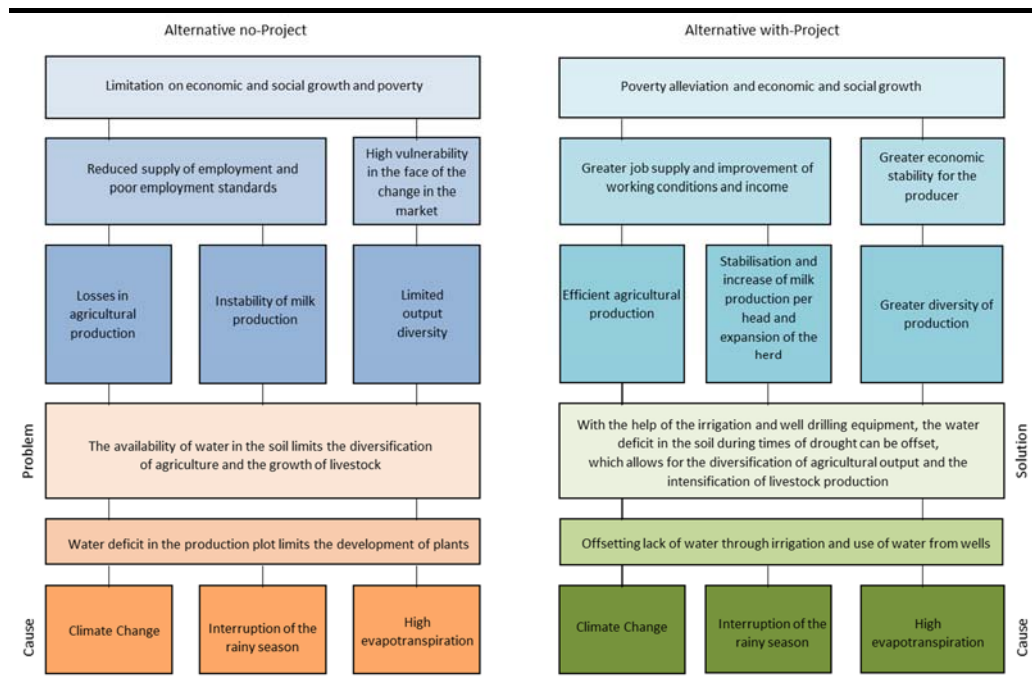 Alternative no-Project
Limitation on economic and social growth and poverty
Reduced supply of employment and
poor employment standards
High vulnerability
in the face of the
change in the
market
Losses in
agricultural
production
Instability of milk
production
Limited
output
diversity
Problem
The availability of water in the soil limits the diversification
of agriculture and the growth of livestock
Water deficit in the production plot limits the development of plants
Cause
Climate Change
Interruption of the
rainy season
High
evapotranspiration
Alternative with-Project
Poverty alleviation and economic and social growth
Greater job supply and improvement of
working conditions and income
Greater economic
stability for the
producer
Efficient agricultural
production
Stabilisation and
increase of milk
production per
head and
expansion of the
herd
Greater diversity of
production
With the help of the irrigation and well drilling equipment, the water
deficit in the soil during times of drought can be offset,
which allows for the diversification of agricultural output and the
intensification of livestock production
Solution
Offsetting lack of water through irrigation and use of water from wells
Climate Change
Interruption of the
rainy season
High
evapotranspiration
Cause